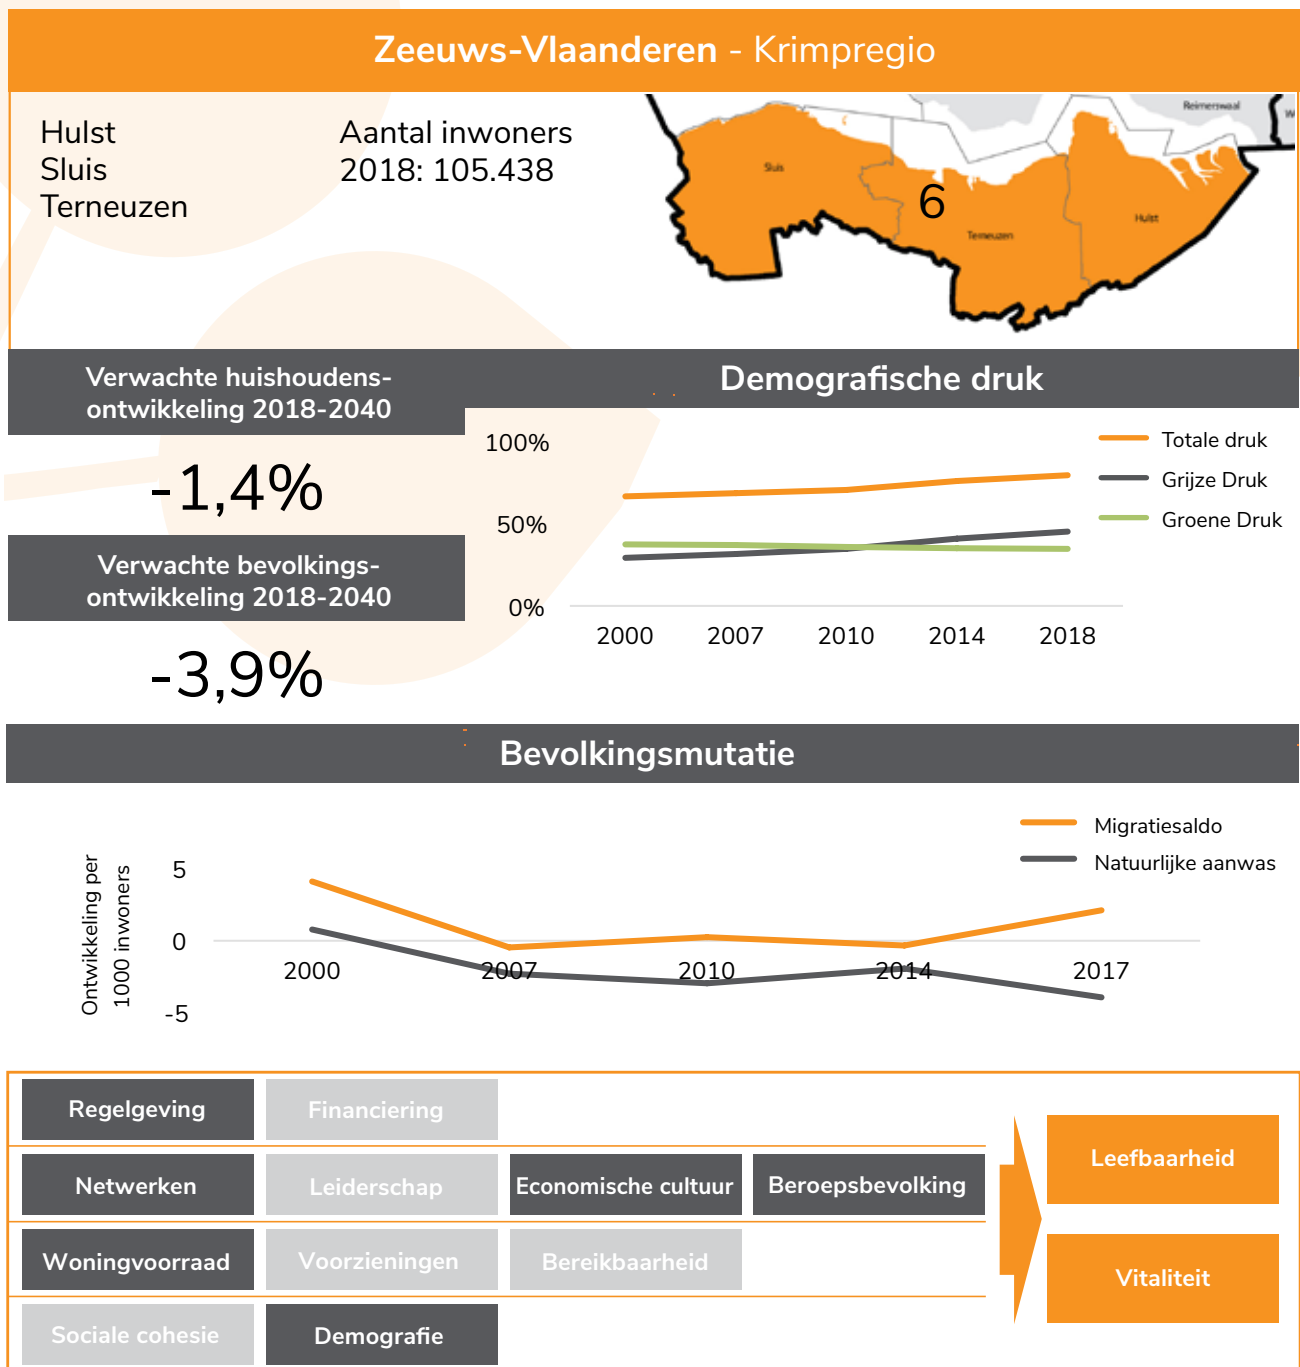 Zeeuws-Vlaanderen - Krimpregio
Hulst
Sluis
Terneuzen
Aantal inwoners
2018: 105.438
Reimerswaal
W
Sluis
6
Terneuzen
Hulst
Verwachte huishoudens-
ontwikkeling 2018-2040
-1,4%
Verwachte bevolkings-
ontwikkeling 2018-2040
-3,9%
Demografische druk
100%
50%
0%
2000 2007 2010 2014 2018
Totale druk
Grijze Druk
Groene Druk
Bevolkingsmutatie
Migratiesaldo
Natuurlijke aanwas
Ontwikkeling per
1000 inwoners
5
0
-5
2000 2007 2010 2014 2017
Regelgeving Financiering
Netwerken Leiderschap Economische cultuur Beroepsbevolking
Woningvoorraad Voorzieningen Bereikbaarheid
Sociale cohesie Demografie
Leefbaarheid
Vitaliteit